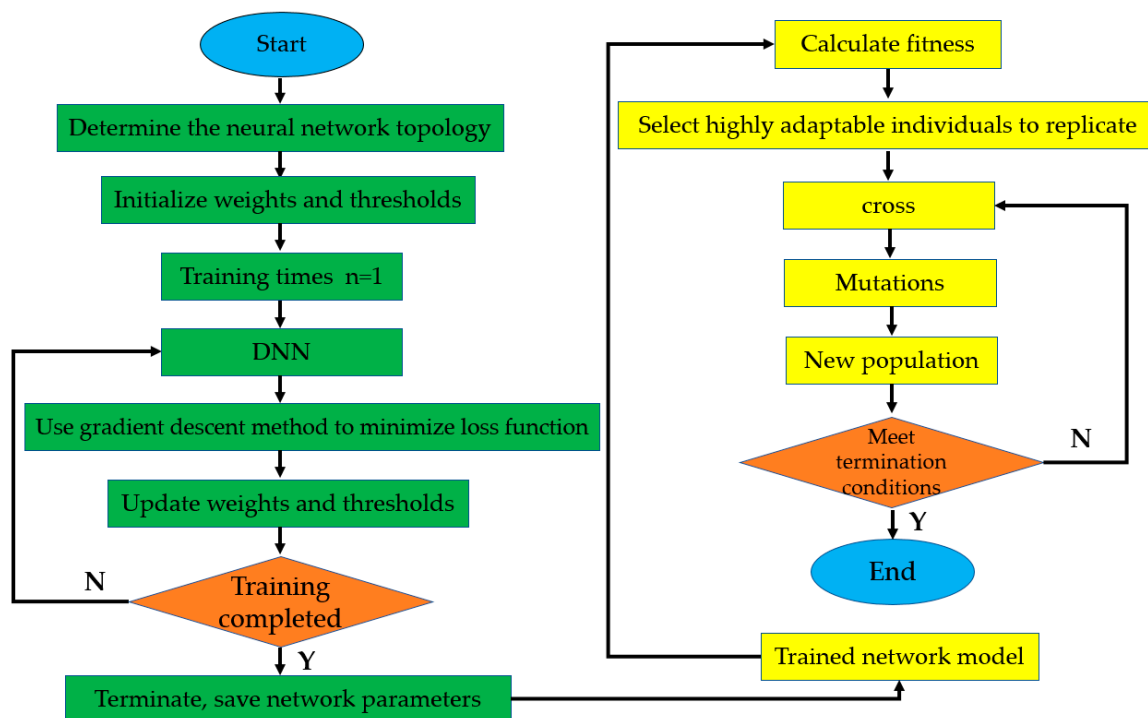 Start
Determine the neural network topology
Initialize weights and thresholds
Training times n=1
DNN
Use gradient descent method to minimize loss function
Update weights and thresholds
N
Training
completed
Y
Terminate, save network parameters
Calculate fitness
Select highly adaptable individuals to replicate
cross
Mutations
New population
Meet
termination
conditions
N
Y
End
Trained network model